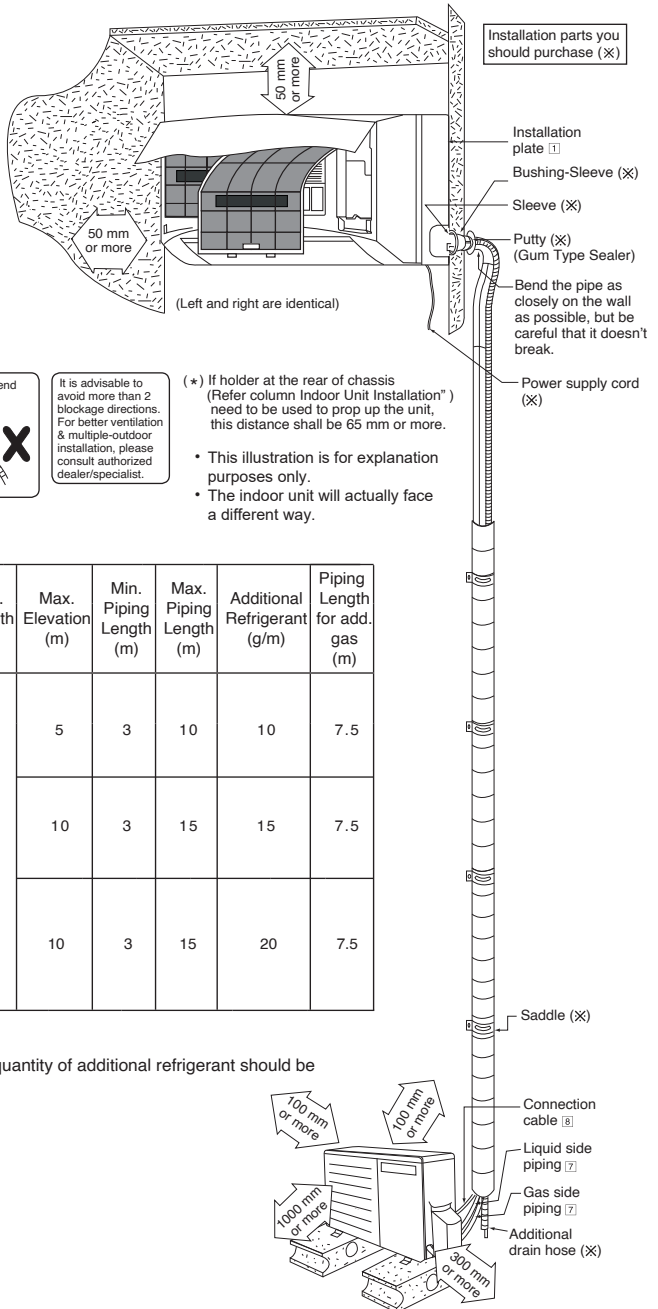 Installation parts you
should purchase (※)
50 mm
or more
Installation
plate 1
Bushing-Sleeve (※)
Sleeve (※)
Putty (※)
(Gum Type Sealer)
Bend the pipe as
closely on the wall
as possible, but be
careful that it doesn't
break.
Power supply cord
(※)
50 mm
or more
(Left and right are identical)
end
It is advisable to
avoid more than 2
blockage directions.
For better ventilation
& multiple-outdoor
installation, please
consult authorized
dealer/specialist.
(*) If holder at the rear of chassis
(Refer column Indoor Unit Installation" )
need to be used to prop up the unit,
this distance shall be 65 mm or more.
• This illustration is for explanation
purposes only.
• The indoor unit will actually face
a different way.
Max.
Elevation
(m)
Min.
Piping
Length
(m)
Max.
Piping
Length
(m)
Additional
Refrigerant
(g/m)
Piping
Length
for add.
gas
(m)
5 3 10 10 7.5
10 3 15 15 7.5
10 3 15 20 7.5
quantity of additional refrigerant should be
Saddle (※)
Connection
cable 8
Liquid side
piping 7
Gas side
piping 7
Additional
drain hose (※)
100 mm
or more
100 mm
or more
1000 mm
or more
300 mm
or more